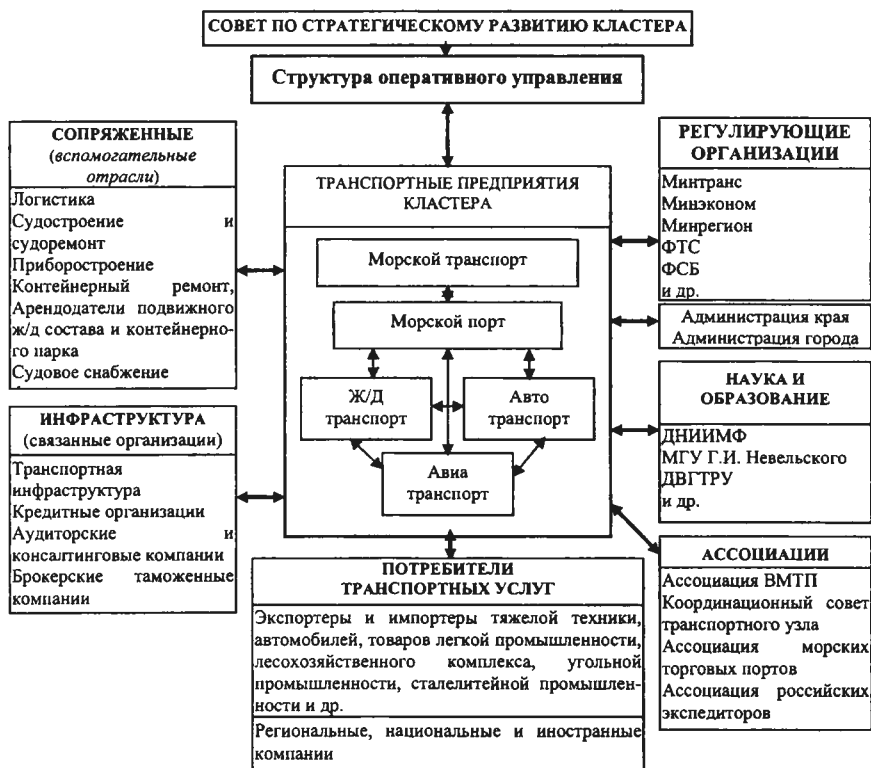 СОВЕТ ПО СТРАТЕГИЧЕСКОМУ РАЗВИТИЮ КЛАСТЕРА
Структура оперативного управления
СОПРЯЖЕННЫЕ
(вспомогательные
отрасли)
Логистика
Судостроение и
судоремонт
Приборостроение
Контейнерный ремонт,
Арендодатели подвижного
ж/д состава и контейнерно-
го парка
Судовое снабжение
ИНФРАСТРУКТУРА
(связанные организации)
Транспортная
инфраструктура
Кредитные организации
Аудиторские и
консалтинговые компании
Брокерские таможенные
компании
ТРАНСПОРТНЫЕ ПРЕДПРИЯТИЯ
КЛАСТЕРА
Морской транспорт
Морской порт
Ж/Д
транспорт
Авто
транспорт
Авиа
транспорт
ПОТРЕБИТЕЛИ
ТРАНСПОРТНЫХ УСЛУГ
Экспортеры и импортеры тяжелой техники,
автомобилей, товаров легкой промышленности,
лесохозяйственного комплекса, угольной
промышленности, сталелитейной промышлен-
ности и др.
Региональные, национальные и иностранные
компании
РЕГУЛИРУЮЩИЕ
ОРГАНИЗАЦИИ
Минтранс
Минэконом
Минрегион
ФТС
ФСБ
и др.
Администрация края
Администрация города
НАУКА И
ОБРАЗОВАНИЕ
ДНИИМФ
МГУ Г.И. Невельского
ДВГТРУ
и др.
АССОЦИАЦИИ
Ассоциация ВМТП
Координационный совет
транспортного узла
Ассоциация морских
торговых портов
Ассоциация российских
экспедиторов